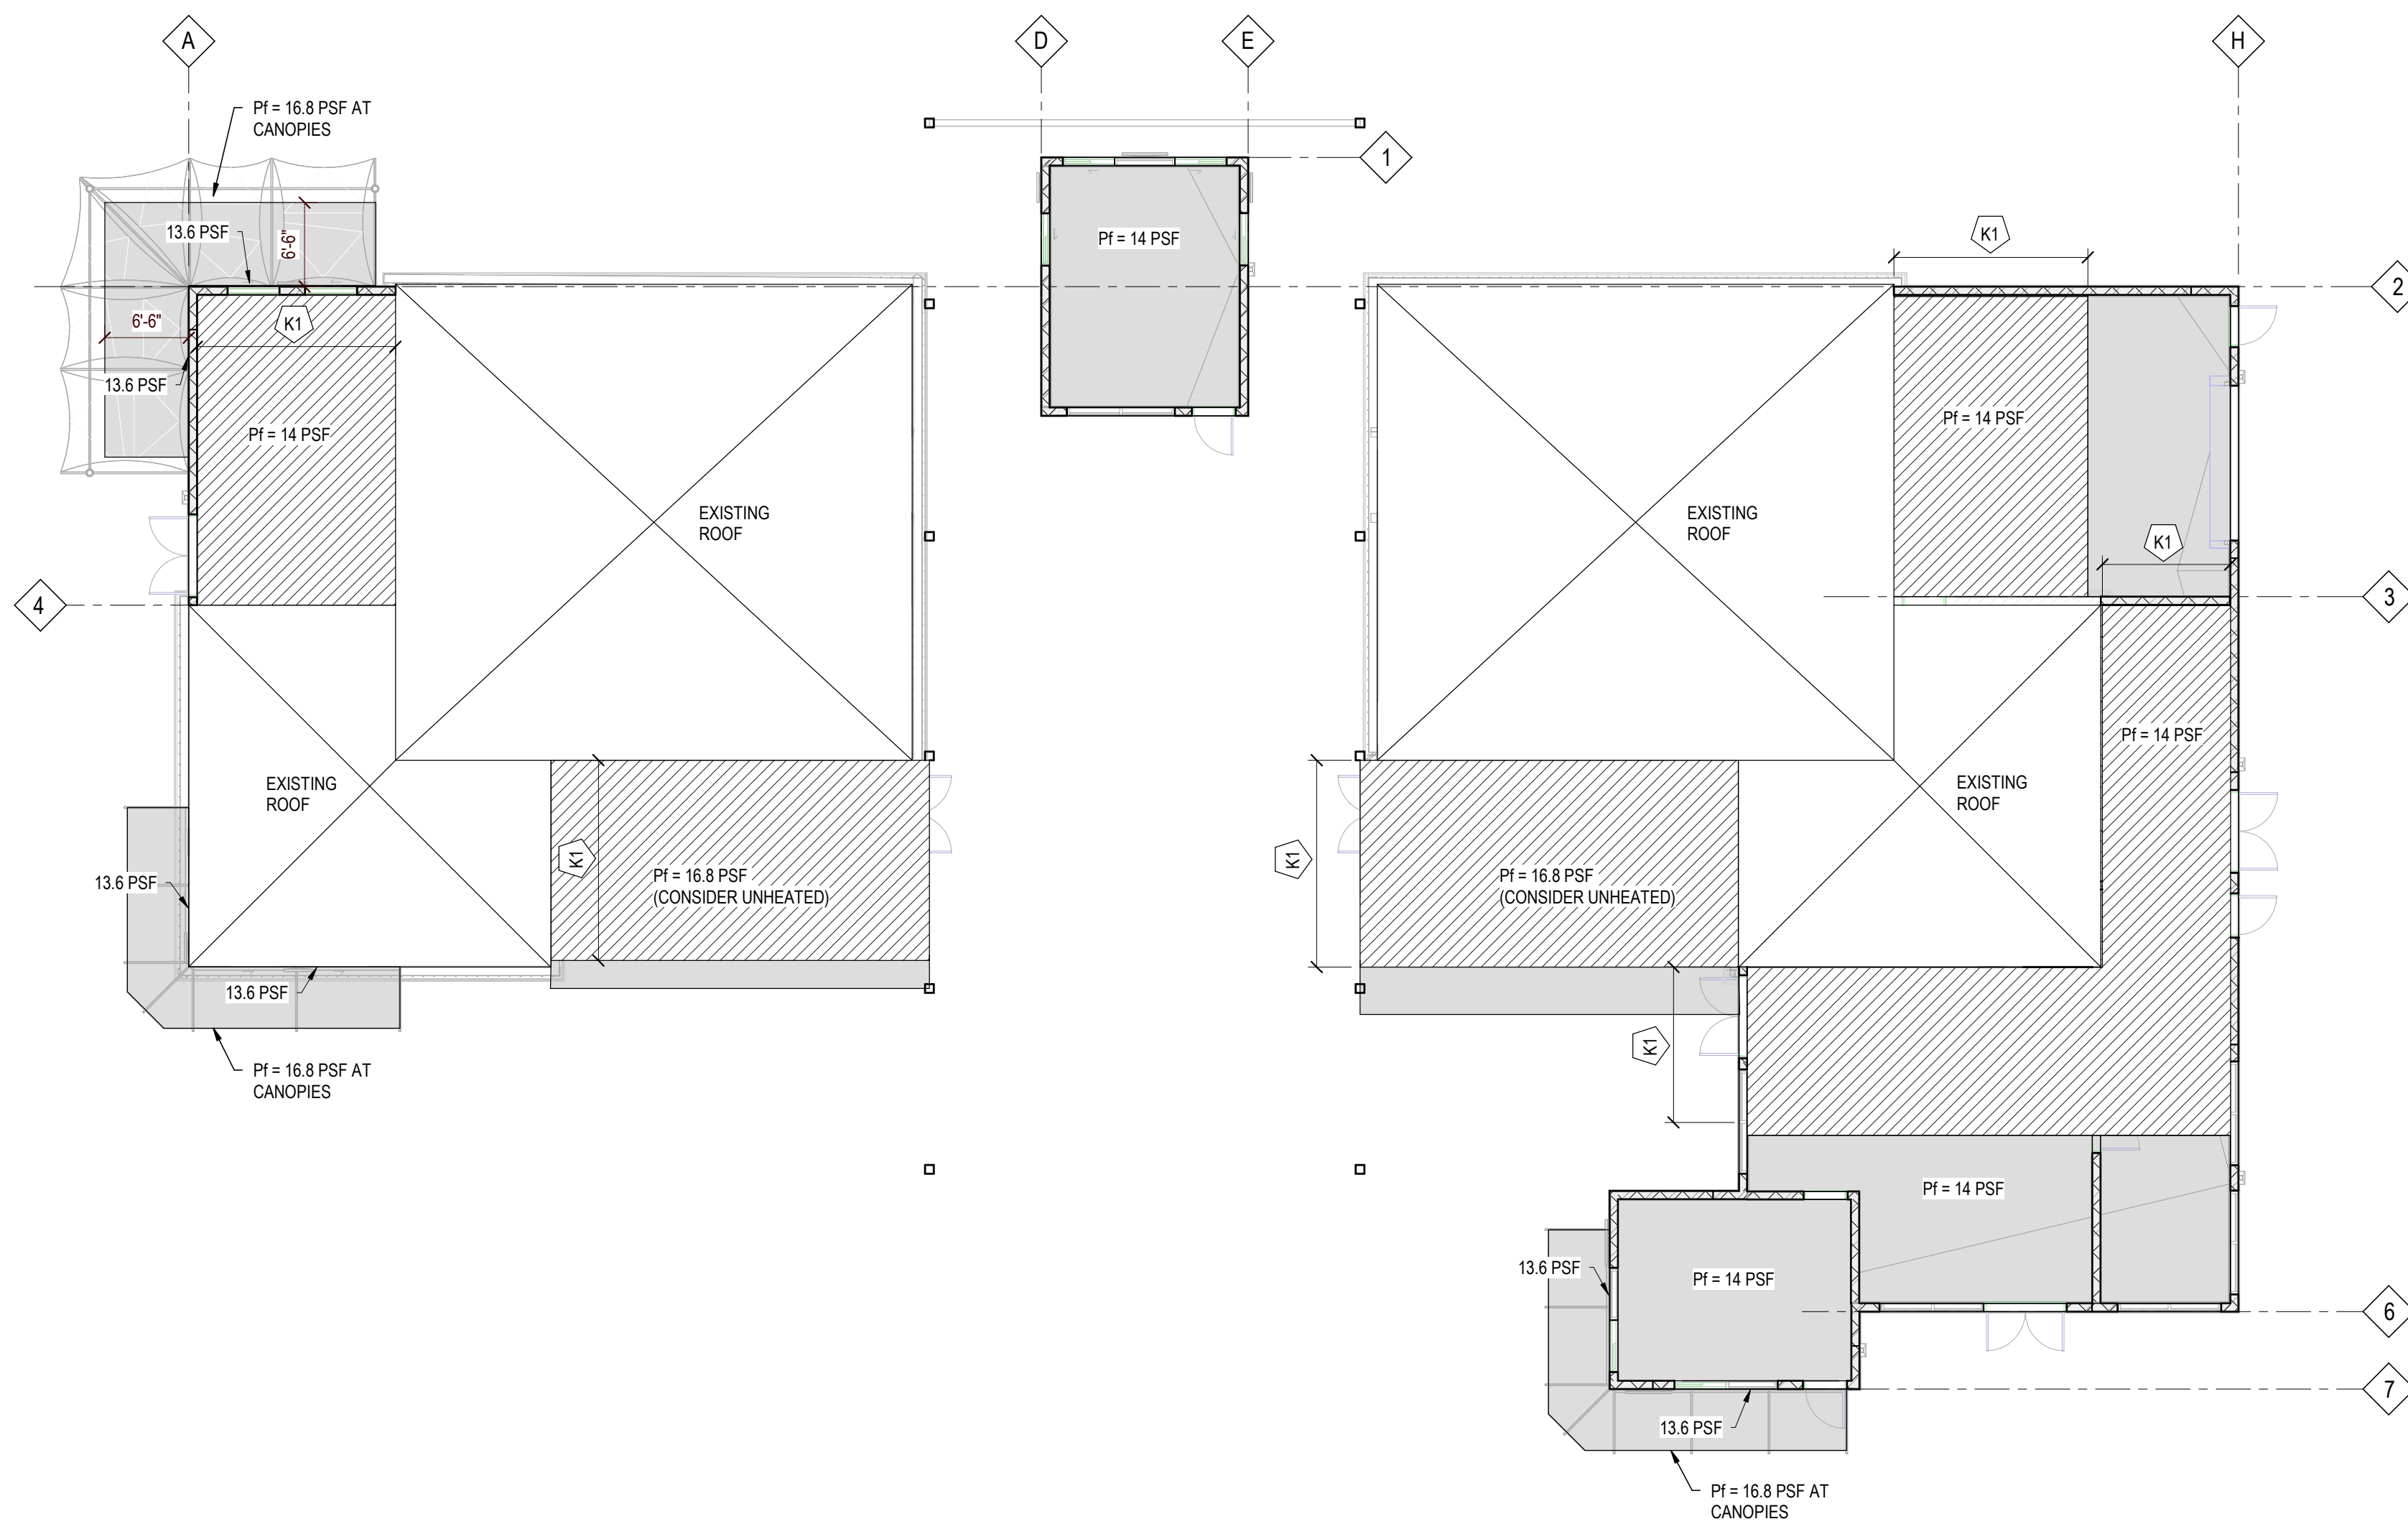 A
D
E
H
Pf = 16.8 PSF AT
CANOPIES
1
13.6 PSF
6'-6"
Pf = 14 PSF
K1
2
6'-6"
K1
13.6 PSF
Pf = 14 PSF
Pf = 14 PSF
EXISTING
ROOF
EXISTING
ROOF
K1
4
3
Pf = 14 PSF
EXISTING
ROOF
EXISTING
ROOF
K1
K1
13.6 PSF
Pf = 16.8 PSF
(CONSIDER UNHEATED)
Pf = 16.8 PSF
(CONSIDER UNHEATED)
13.6 PSF
K1
Pf = 16.8 PSF AT
CANOPIES
Pf = 14 PSF
13.6 PSF
Pf = 14 PSF
6
7
13.6 PSF
Pf = 16.8 PSF AT
CANOPIES